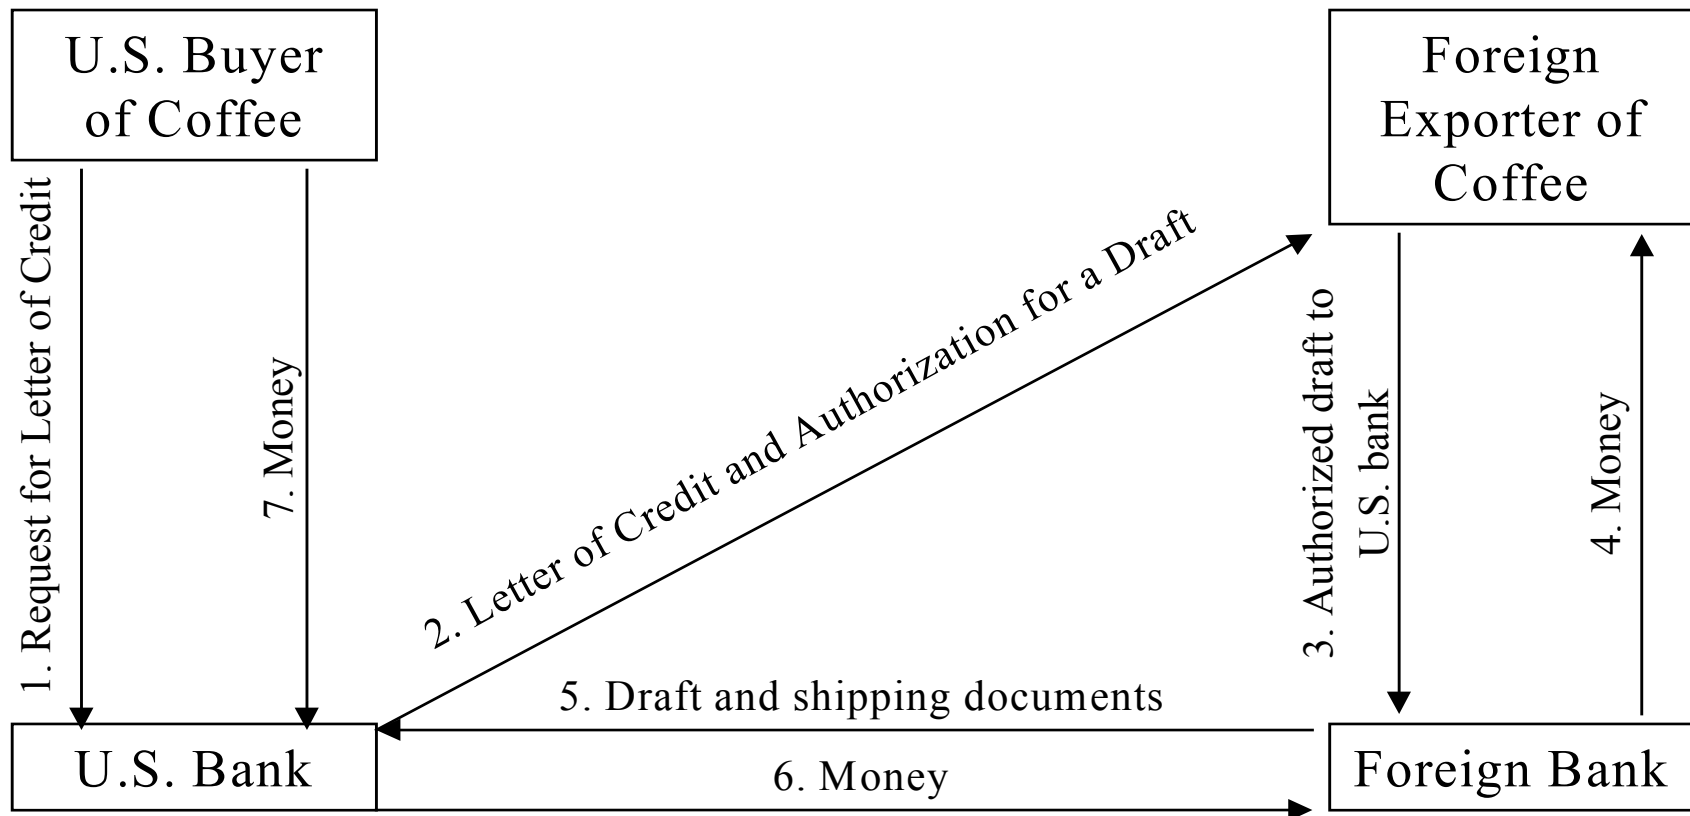 U.S. Buyer
of Coffee
Foreign
Exporter of
Coffee
1. Request for Letter of Credit
7. Money
2. Letter of Credit and Authorization for a Draft
3. Authorized draft to
U.S. bank
4. Money
5. Draft and shipping documents
6. Money
U.S. Bank
Foreign Bank